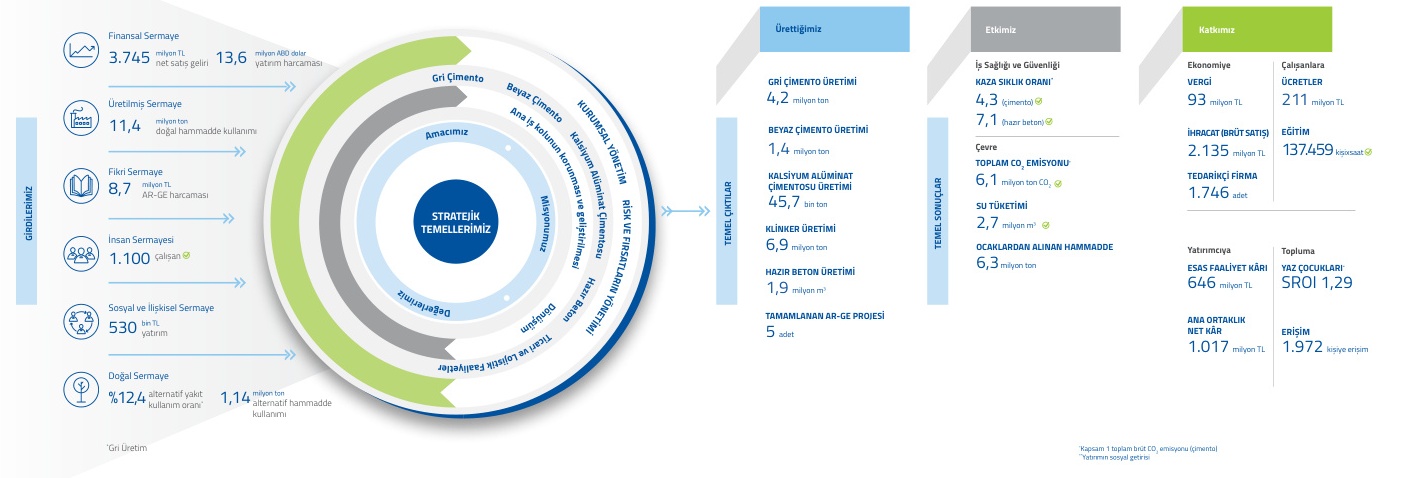 GİRDİLERİMİZ
Finansal Sermaye
3.745 milyon TL
net satış geliri
13,6 milyon ABD doları
yatırım harcaması
Üretilmiş Sermaye
11,4 milyon ton
doğal hammadde kullanımı
Fikri Sermaye
8,7 milyon TL
AR-GE harcaması
İnsan Sermayesi
1.100 çalışan
Sosyal ve İlişkisel Sermaye
530 bin TL
yatırım
Doğal Sermaye
%12,4 alternatif yakıt
kullanım oranı*
1,14 milyon ton
alternatif hammadde
kullanımı
*Gri Üretim
STRATEJİK
TEMELLERİMİZ
Amacımız
Misyonumuz
Değerlerimiz
Ana iş kolunun korunması ve geliştirilmesi
Dönüşüm
Gri Çimento
Beyaz Çimento
Kalsiyum Alüminat Çimentosu
Hazır Beton
Ticari ve Lojistik Faaliyetler
KURUMSAL YÖNETİM
RİSK VE FIRSATLARIN YÖNETİMİ
TEMEL ÇIKTILAR
Ürettiğimiz
GRİ ÇİMENTO ÜRETİMİ
4,2 milyon ton
BEYAZ ÇİMENTO ÜRETİMİ
1,4 milyon ton
KALSİYUM ALÜMİNAT
ÇİMENTOSU ÜRETİMİ
45,7 bin ton
KLİNKER ÜRETİMİ
6,9 milyon ton
HAZIR BETON ÜRETİMİ
1,9 milyon m³
TAMAMLANAN AR-GE PROJESİ
5 adet
TEMEL SONUÇLAR
Etkimiz
İş Sağlığı ve Güvenliği
KAZA SIKLIK ORANI*
4,3 (çimento)
7,1 (hazır beton)
Çevre
TOPLAM CO₂ EMİSYONU*
6,1 milyon ton CO₂
SU TÜKETİMİ
2,7 milyon m³
OCAKLARDAN ALINAN HAMMADDE
6,3 milyon ton
Katkımız
Ekonomiye
VERGİ
93 milyon TL
İHRACAT (BRÜT SATIŞ)
2.135 milyon TL
TEDARİKÇİ FİRMA
1.746 adet
Çalışanlara
ÜCRETLER
211 milyon TL
EĞİTİM
137.459 kişixsaat
Yatırımcıya
ESAS FAALİYET KÂRI
646 milyon TL
ANA ORTAKLIK
NET KÂR
1.017 milyon TL
Topluma
YAZ ÇOCUKLARI**
SROI 1,29
ERİŞİM
1.972 kişiye erişim
*Kapsam 1 toplam brüt CO₂ emisyonu (çimento)
**Yatırımın sosyal getirisi